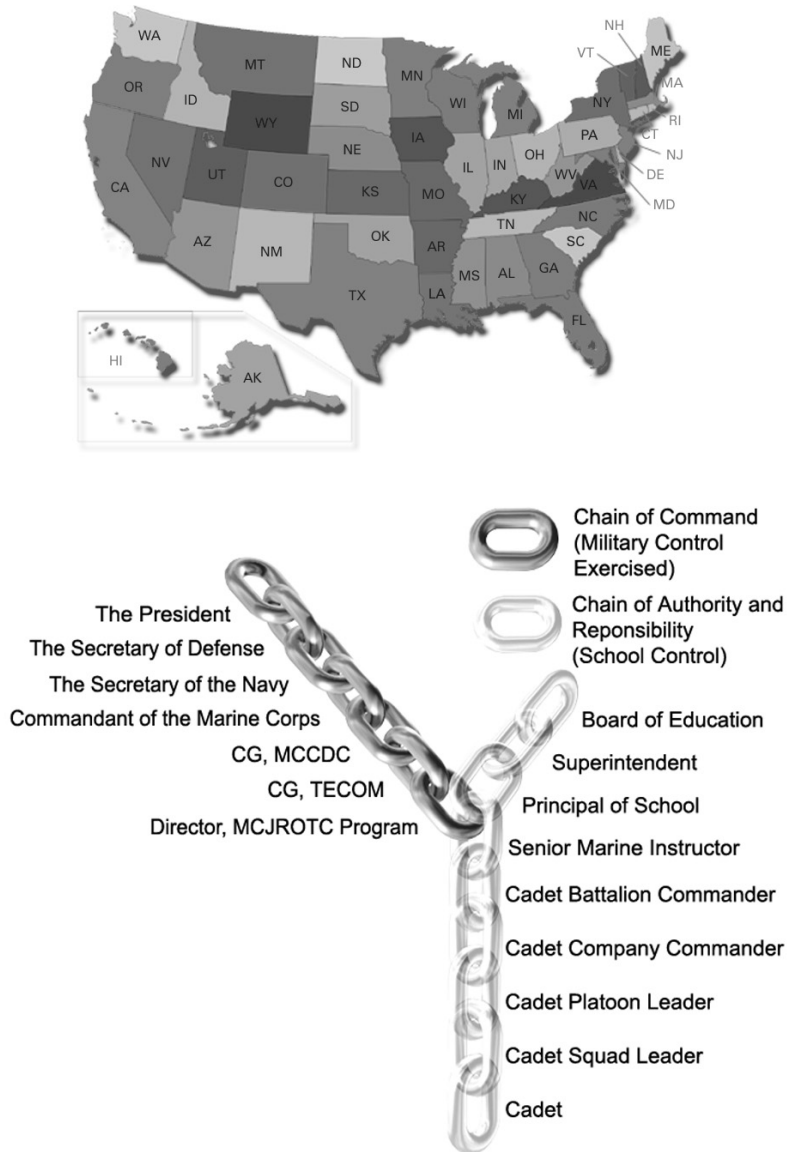 WA
MT
ND
MN
NH
VT
ME
MA
OR
ID
WY
SD
WI
MI
NY
RI
CT
NV
UT
NE
IA
PA
NJ
CA
CO
KS
MO
IL
IN
OH
WV
VA
DE
MD
KY
AZ
NM
OK
AR
TN
NC
SC
TX
LA
MS
AL
GA
FL
HI
AK
Chain of Command
(Military Control
Exercised)
Chain of Authority and
Reponsibility
(School Control)
The President
The Secretary of Defense
The Secretary of the Navy
Commandant of the Marine Corps
CG, MCCDC
CG, TECOM
Director, MCJROTC Program
Board of Education
Superintendent
Principal of School
Senior Marine Instructor
Cadet Battalion Commander
Cadet Company Commander
Cadet Platoon Leader
Cadet Squad Leader
Cadet